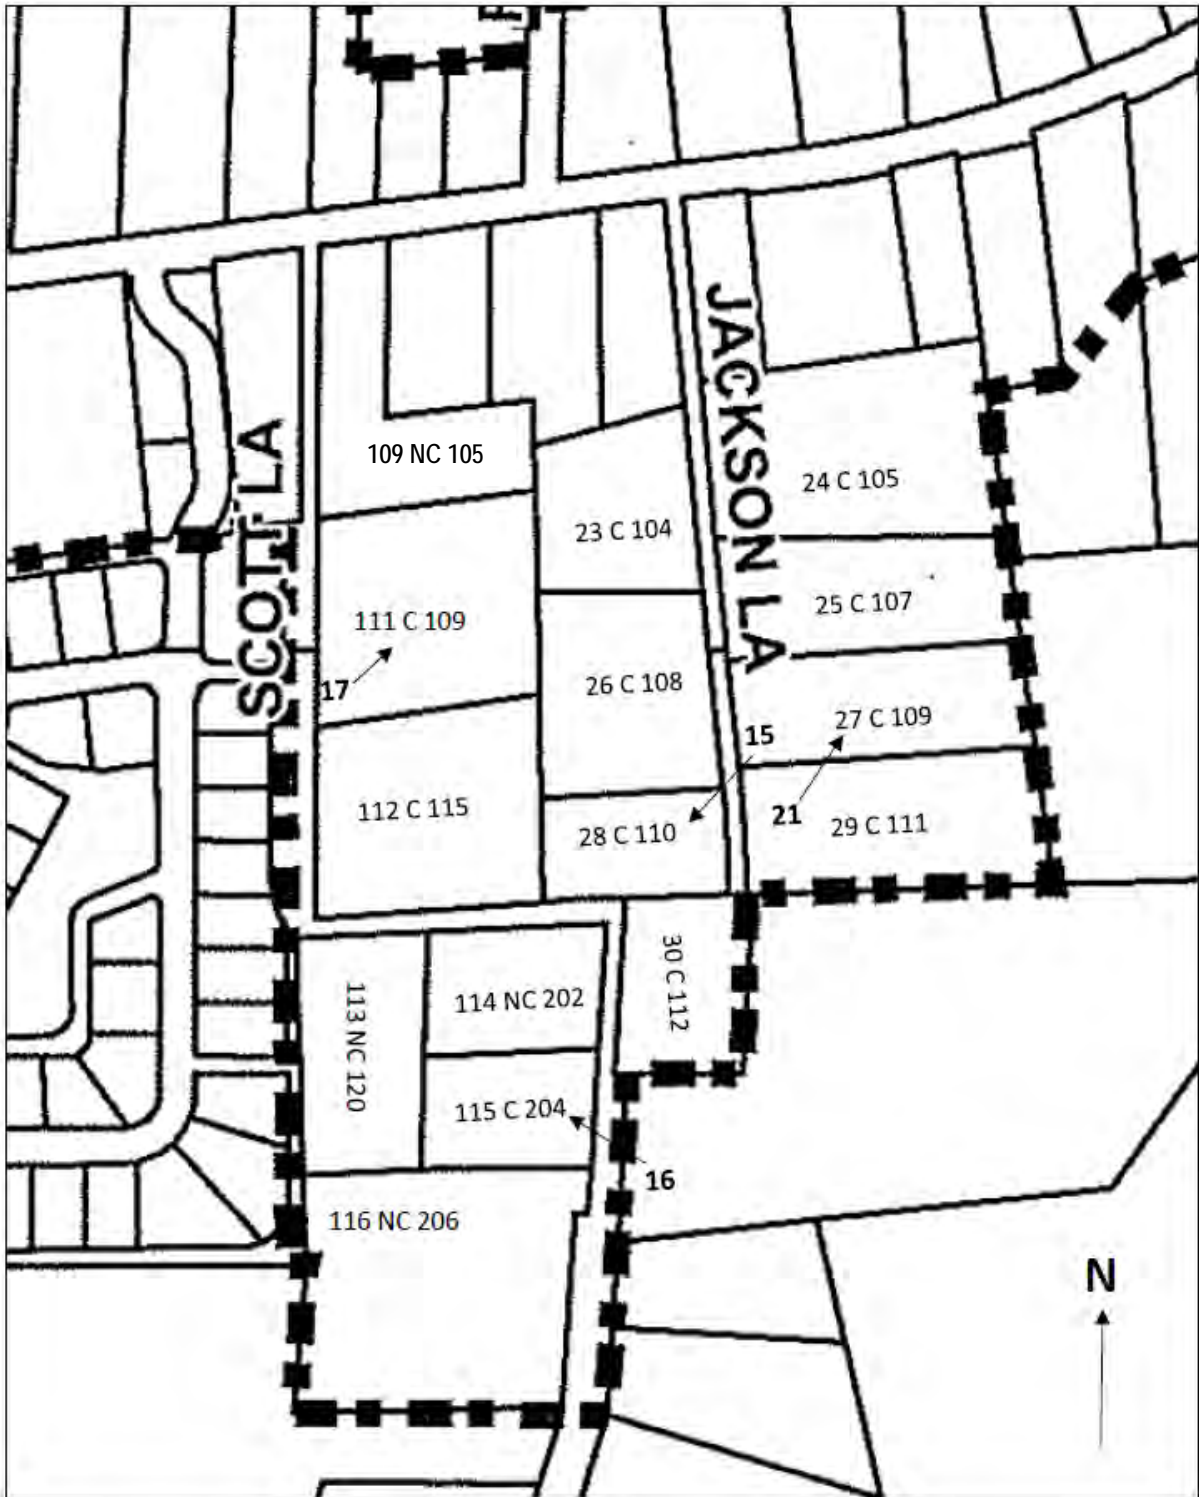 SCOTT LA
JACKSON LA
109 NC 105
24 C 105
23 C 104
25 C 107
111 C 109
17
26 C 108
27 C 109
15
112 C 115
28 C 110
21
29 C 111
30 C 112
113 NC 120
114 NC 202
115 C 204
16
116 NC 206
N